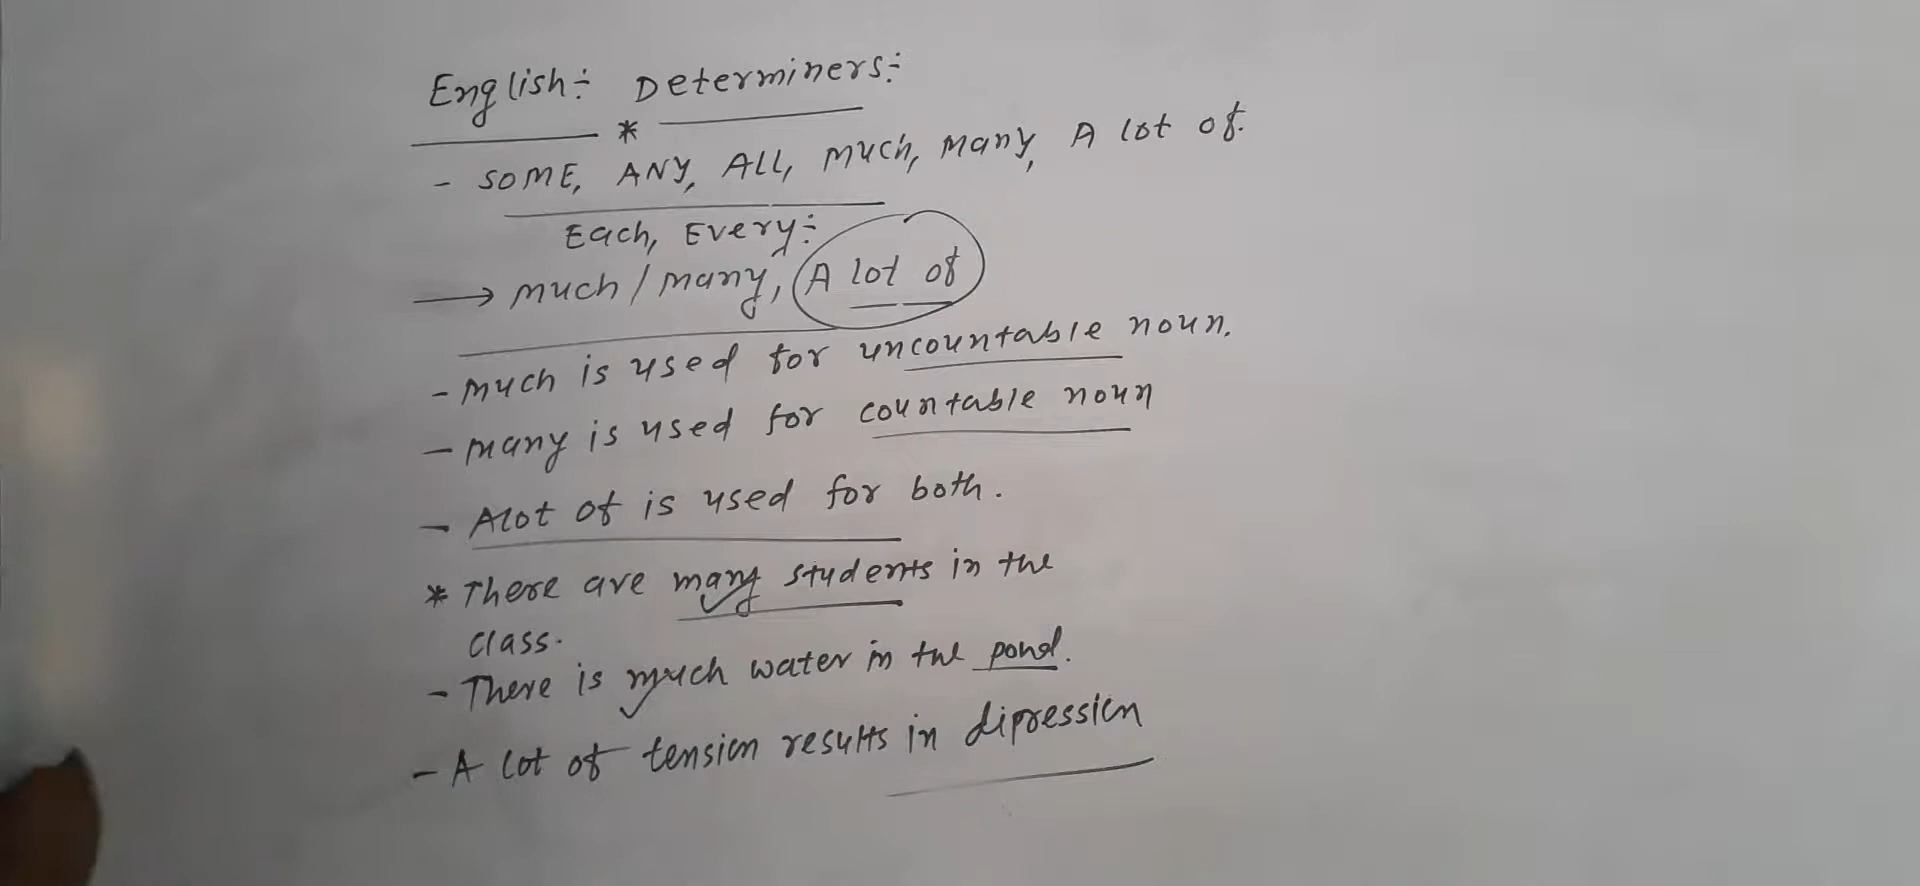 English:- Determiners:-
*
- SOME, ANY, ALL, Much, Many, A lot of.
Each, Every:-
→ much / many, A lot of
- much is used for uncountable noun.
- many is used for countable noun
- Alot of is used for both.
* There are many students in the
class.
- There is much water in the pond.
- A lot of tension results in dipression